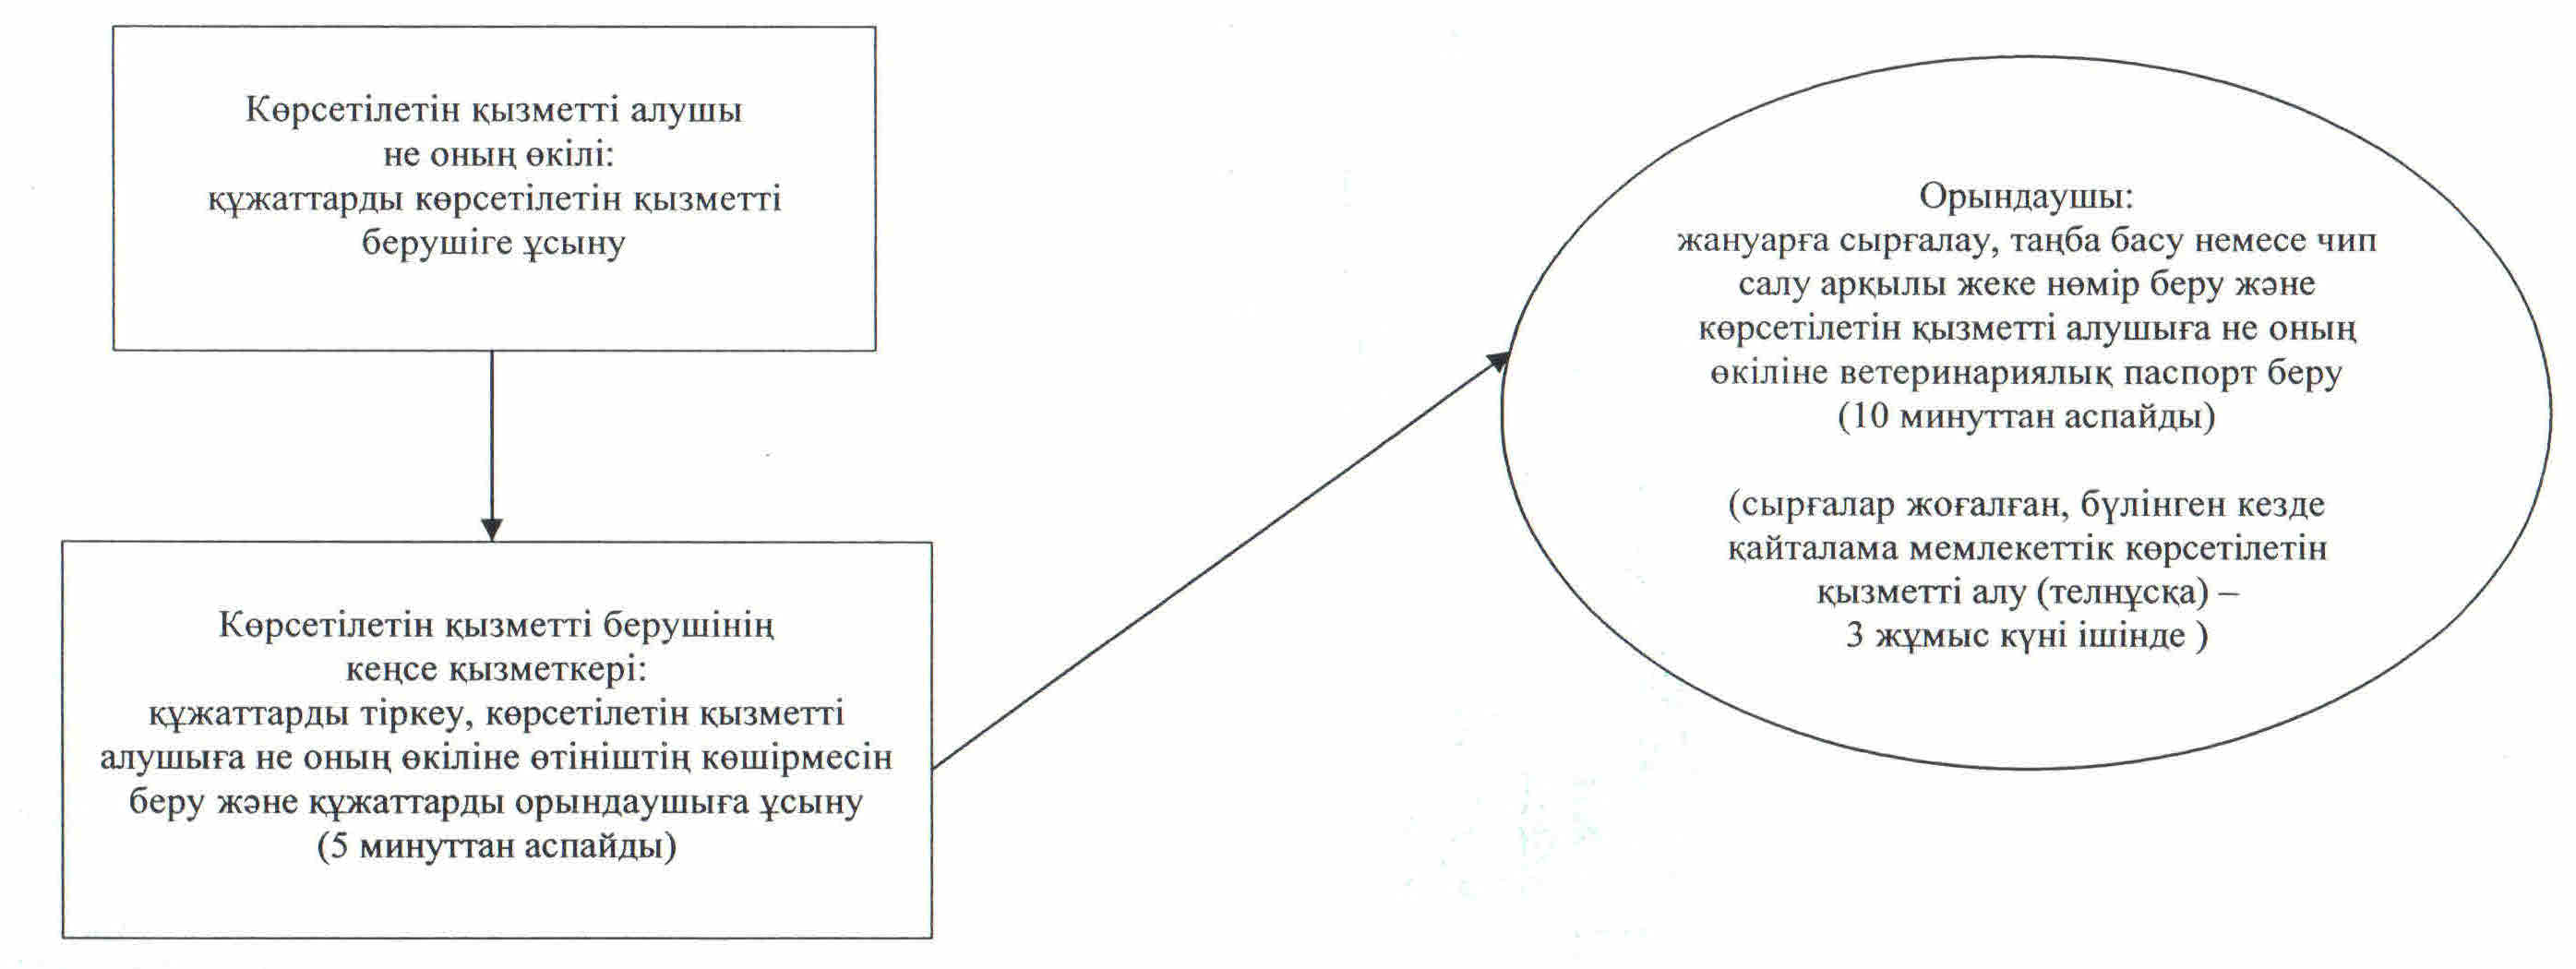 Көрсетілетін қызметті алушы
не оның өкілі:
құжаттарды көрсетілетін қызметті
берушіге ұсыну
Көрсетілетін қызметті берушінің
кеңсе қызметкері:
құжаттарды тіркеу, көрсетілетін қызметті
алушыға не оның өкіліне өтініштің көшірмесін
беру және құжаттарды орындаушыға ұсыну
(5 минуттан аспайды)
Орындаушы:
жануарға сырғалау, таңба басу немесе чип
салу арқылы жеке нөмір беру және
көрсетілетін қызметті алушыға не оның
өкіліне ветеринариялық паспорт беру
(10 минуттан аспайды)
(сырғалар жоғалған, бүлінген кезде
қайталама мемлекеттік көрсетілетін
қызметті алу (телнұсқа) –
3 жұмыс күні ішінде )